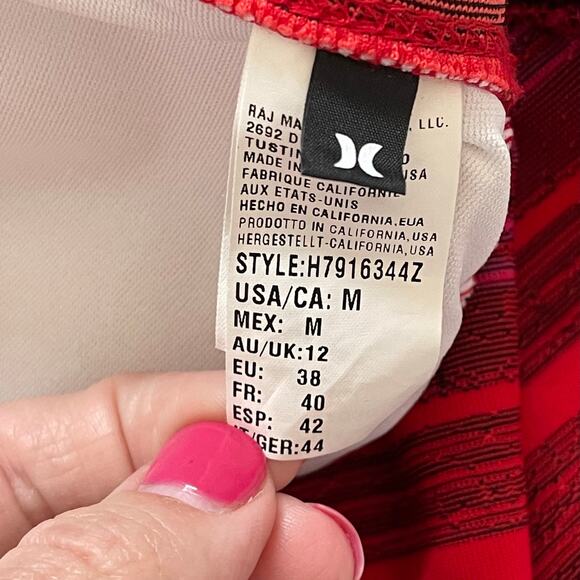 RAJ MA , LLC.
2692 D
TUSTIN O
MADE IN USA
FABRIQUE CALIFORNIE
AUX ETATS-UNIS
HECHO EN CALIFORNIA.EUA
PRODOTTO IN CALIFORNIA,USA
HERGESTELLT-CALIFORNIA,USA
STYLE:H7916344Z
USA/CA: M
MEX: M
AU/UK:12
EU: 38
FR: 40
ESP: 42
IT/GER:44